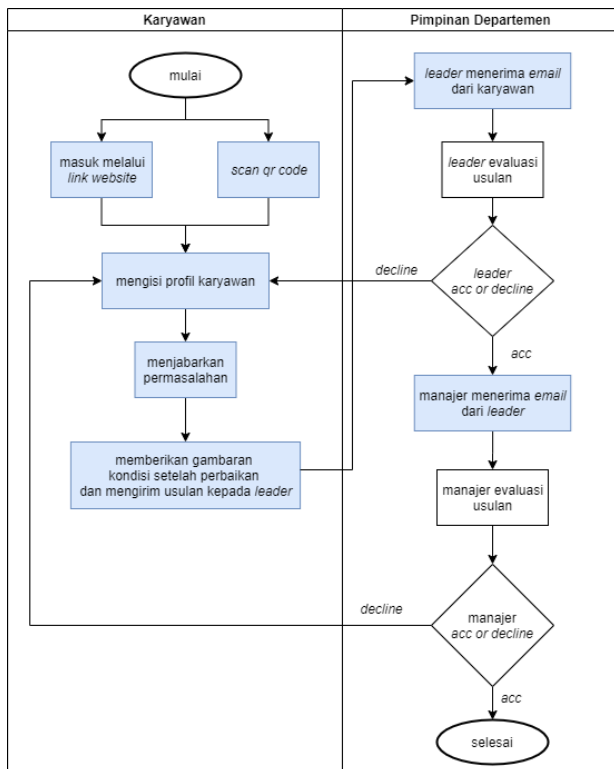 Karyawan
Pimpinan Departemen
mulai
masuk melalui
link website
scan qr code
mengisi profil karyawan
menjabarkan
permasalahan
memberikan gambaran
kondisi setelah perbaikan
dan mengirim usulan kepada leader
leader menerima email
dari karyawan
leader evaluasi
usulan
leader
acc or decline
decline
acc
manajer menerima email
dari leader
manajer evaluasi
usulan
manajer
acc or decline
decline
acc
selesai